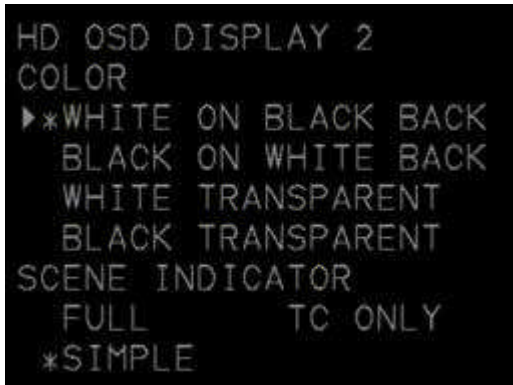 HD OSD DISPLAY 2
COLOR
▶*WHITE ON BLACK BACK
BLACK ON WHITE BACK
WHITE TRANSPARENT
BLACK TRANSPARENT
SCENE INDICATOR
FULL TC ONLY
*SIMPLE